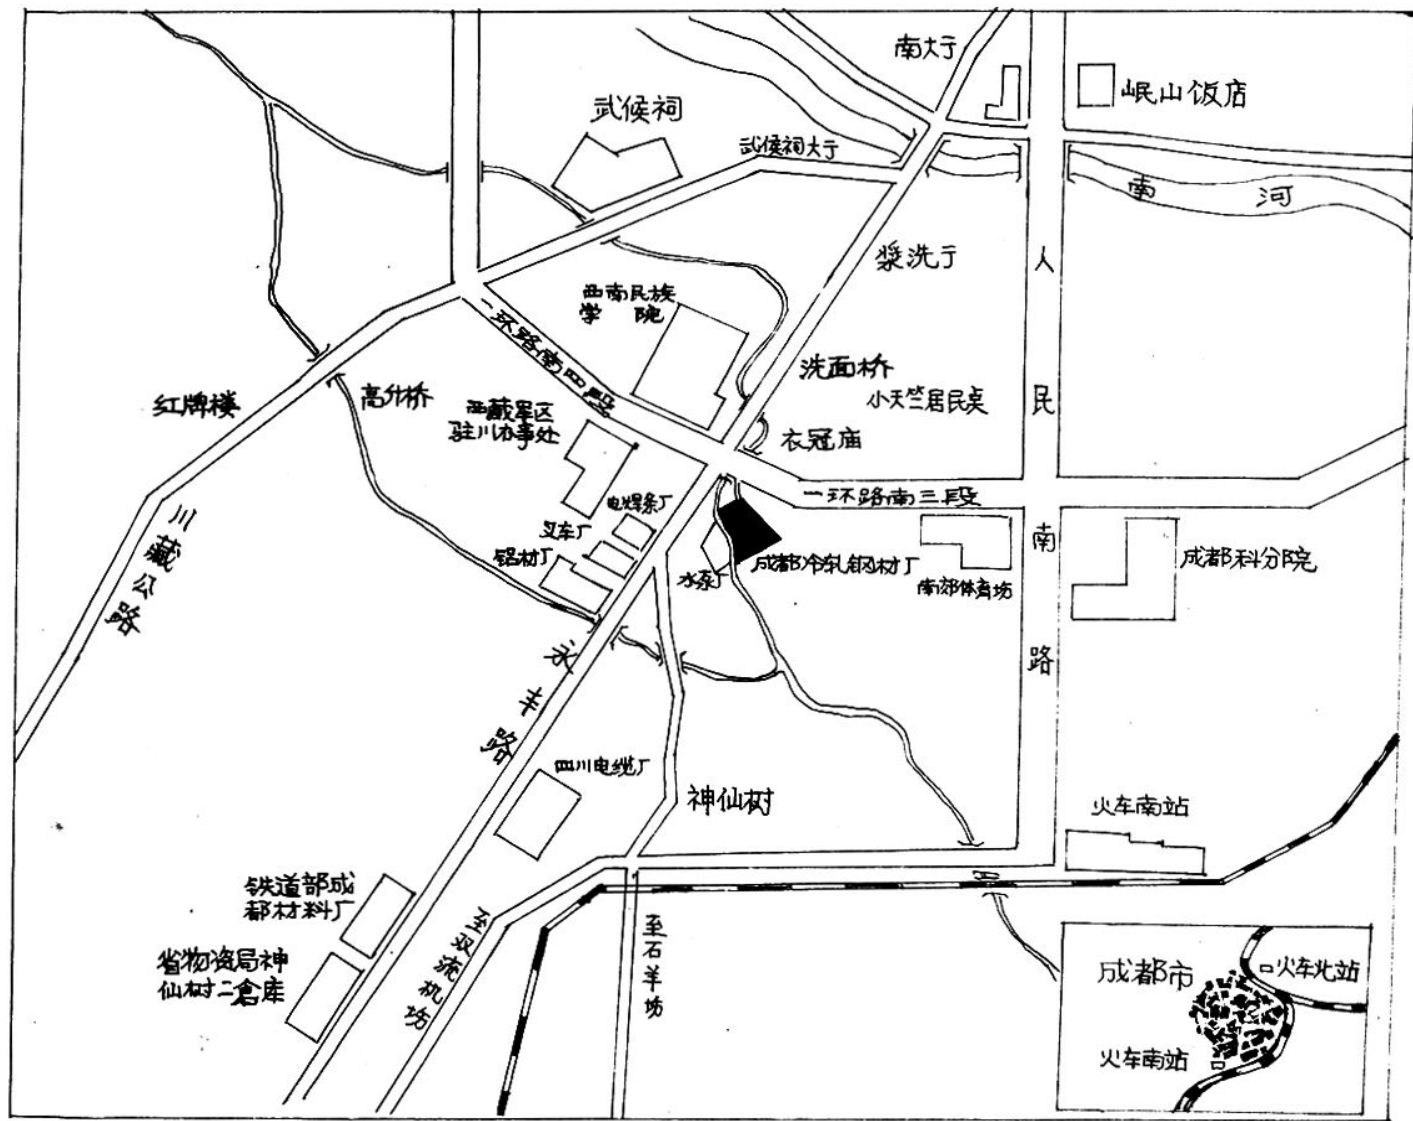 南大亍
岷山饭店
武侯祠
武侯祠大亍
南河
浆洗亍
人民南路
西南民族
学院
一环路南四段
洗面桥
小天竺居民点
红牌楼
高升桥
西藏军区
驻川办事处
衣冠庙
一环路南三段
电焊条厂
叉车厂
铝材厂
水泵厂
成都冷轧钢材厂
南郊体育场
成都科分院
川藏公路
永丰路
四川电缆厂
神仙树
火车南站
铁道部成
都材料厂
省物资局神
仙树二仓库
至双流机场
至石羊场
成都市
火车北站
火车南站